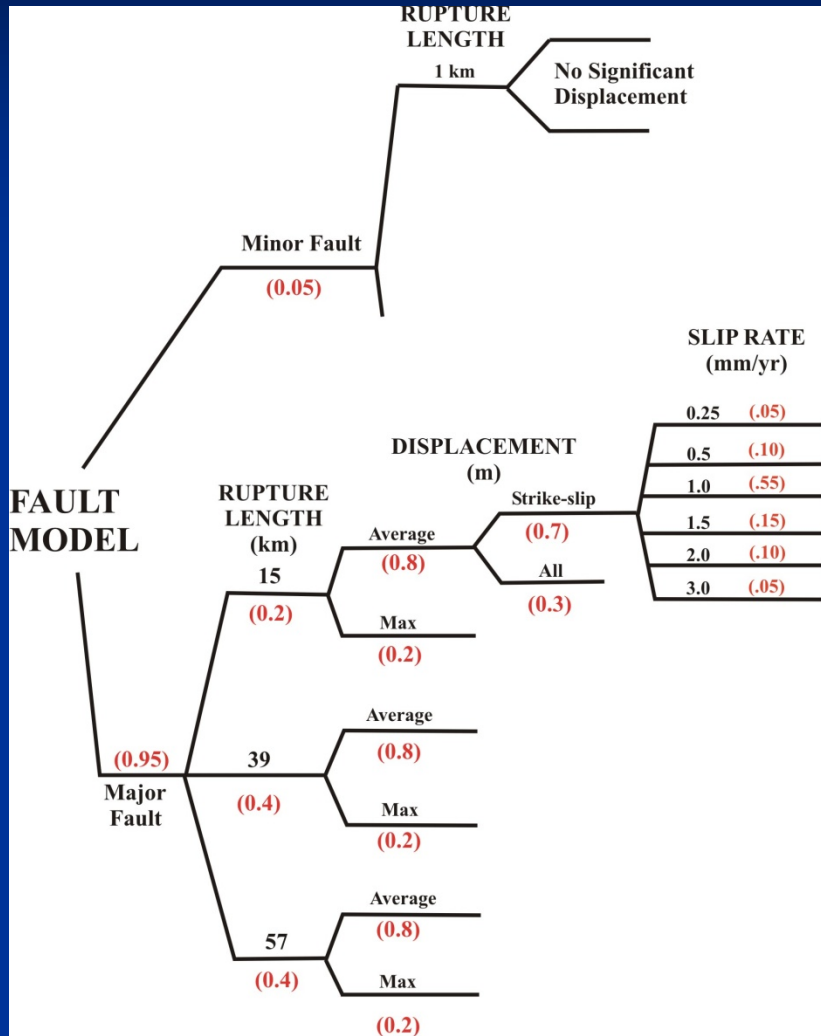 RUPTURE
LENGTH
1 km
No Significant
Displacement
Minor Fault
(0.05)
SLIP RATE
(mm/yr)
0.25 (.05)
0.5 (.10)
1.0 (.55)
1.5 (.15)
2.0 (.10)
3.0 (.05)
DISPLACEMENT
(m)
Strike-slip
(0.7)
All
(0.3)
FAULT
MODEL
RUPTURE
LENGTH
(km)
15
(0.2)
Average
(0.8)
Max
(0.2)
(0.95)
Major
Fault
39
(0.4)
Average
(0.8)
Max
(0.2)
57
(0.4)
Average
(0.8)
Max
(0.2)